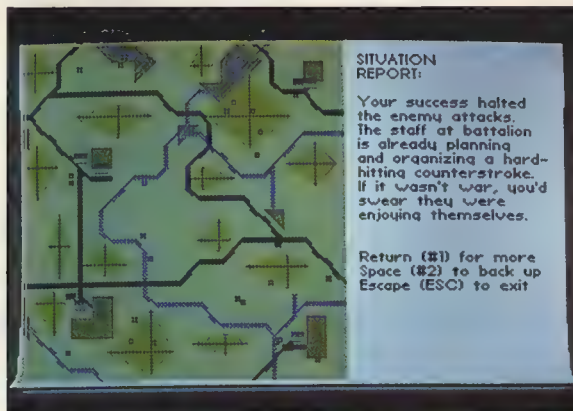 SITUATION
REPORT:
Your success halted
the enemy attacks.
The staff at battalion
is already planning
and organizing a hard-
hitting counterstroke.
If it wasn't war, you'd
swear they were
enjoying themselves.
Return (#1) for more
Space (#2) to back up
Escape (ESC) to exit